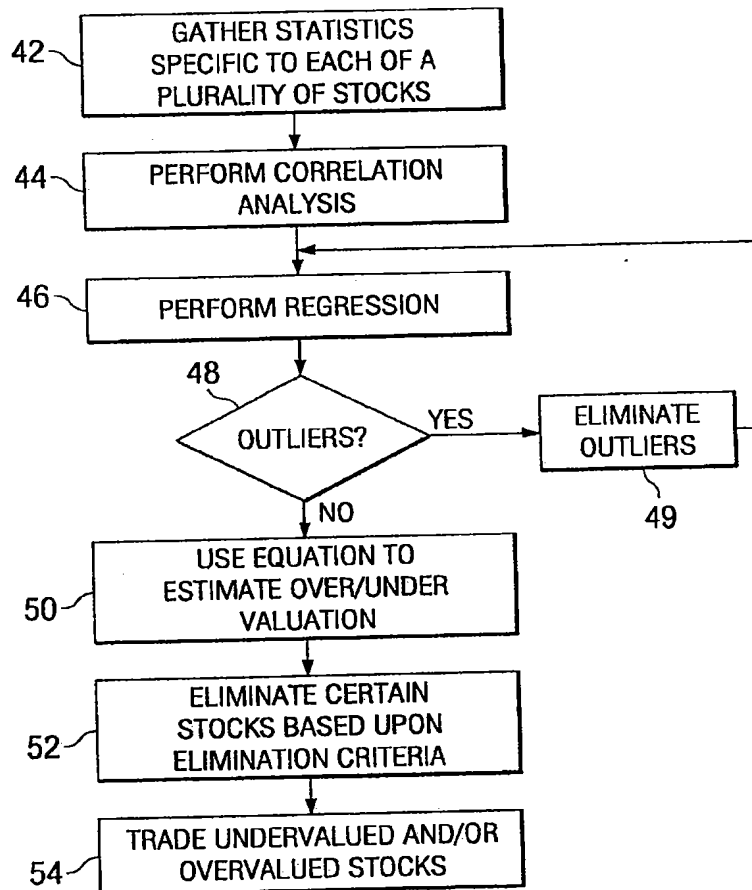 42
GATHER STATISTICS
SPECIFIC TO EACH OF A
PLURALITY OF STOCKS
44
PERFORM CORRELATION
ANALYSIS
46
PERFORM REGRESSION
48
OUTLIERS?
YES
ELIMINATE
OUTLIERS
49
NO
50
USE EQUATION TO
ESTIMATE OVER/UNDER
VALUATION
52
ELIMINATE CERTAIN
STOCKS BASED UPON
ELIMINATION CRITERIA
54
TRADE UNDERVALUED AND/OR
OVERVALUED STOCKS